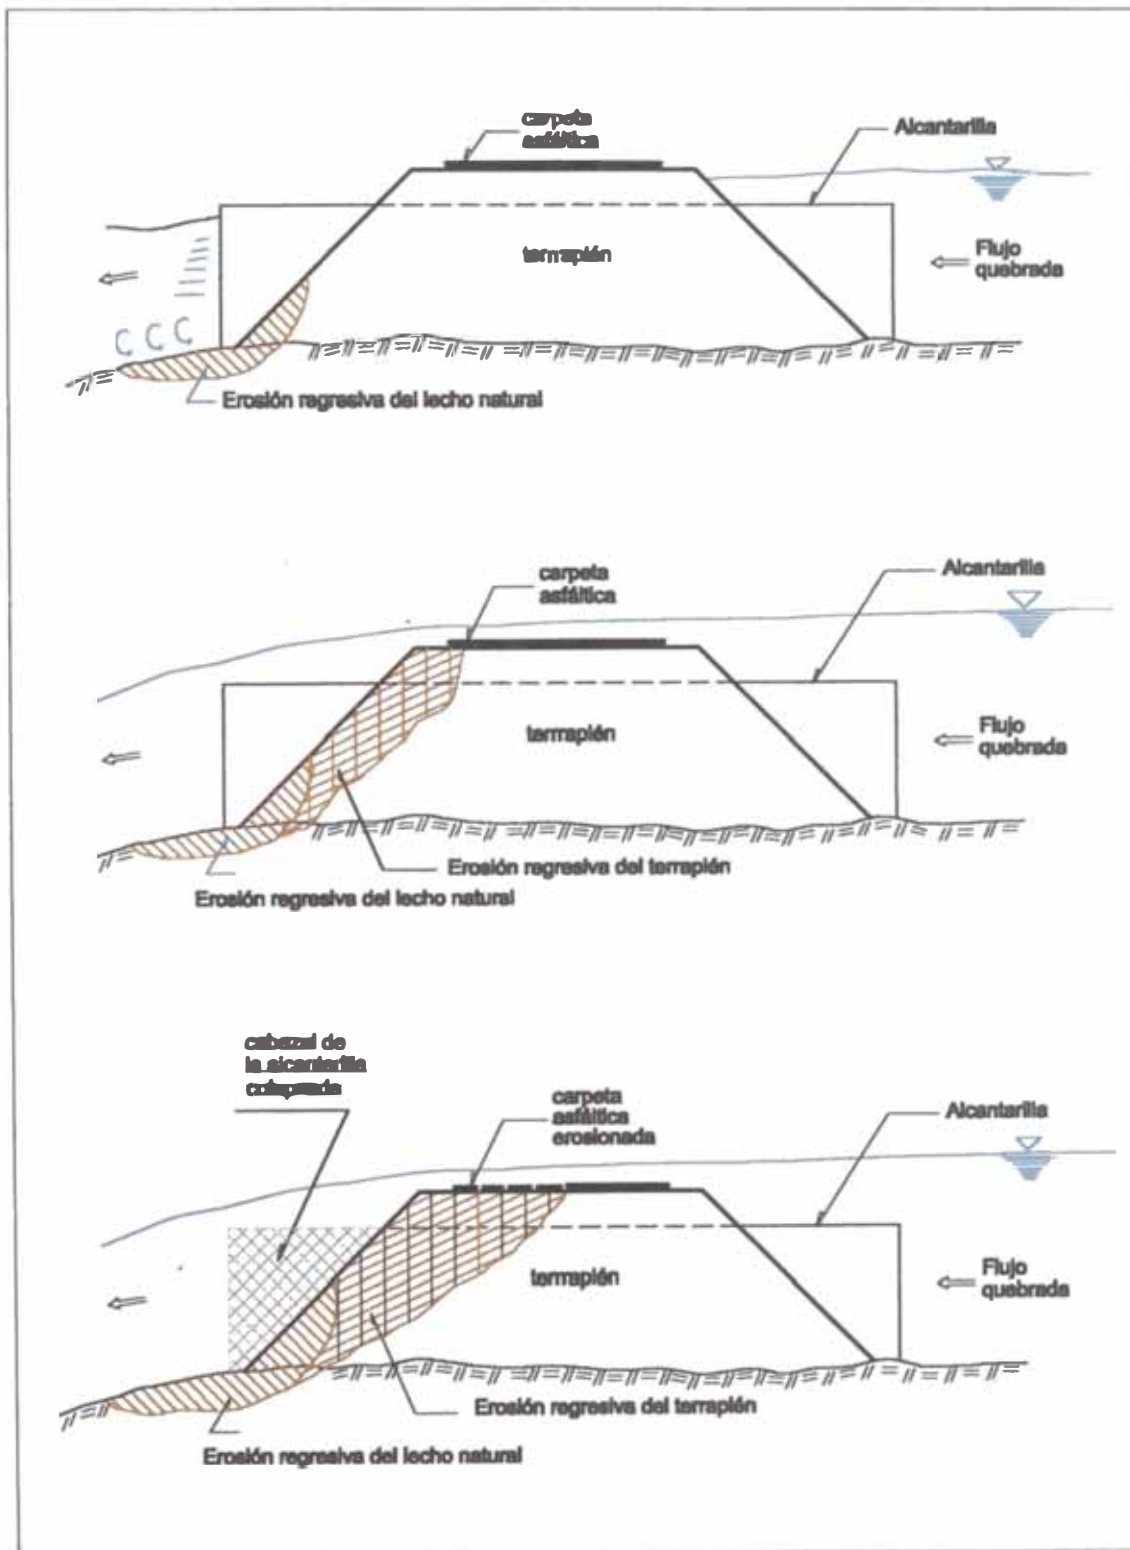 carpeta
asfáltica
Alcantarilla
terraplén
Flujo
quebrada
Erosión regresiva del lecho natural
carpeta
asfáltica
Alcantarilla
terraplén
Flujo
quebrada
Erosión regresiva del terraplén
Erosión regresiva del lecho natural
cabezal de
la alcantarilla
colapsada
carpeta
asfáltica
erosionada
Alcantarilla
terraplén
Flujo
quebrada
Erosión regresiva del terraplén
Erosión regresiva del lecho natural